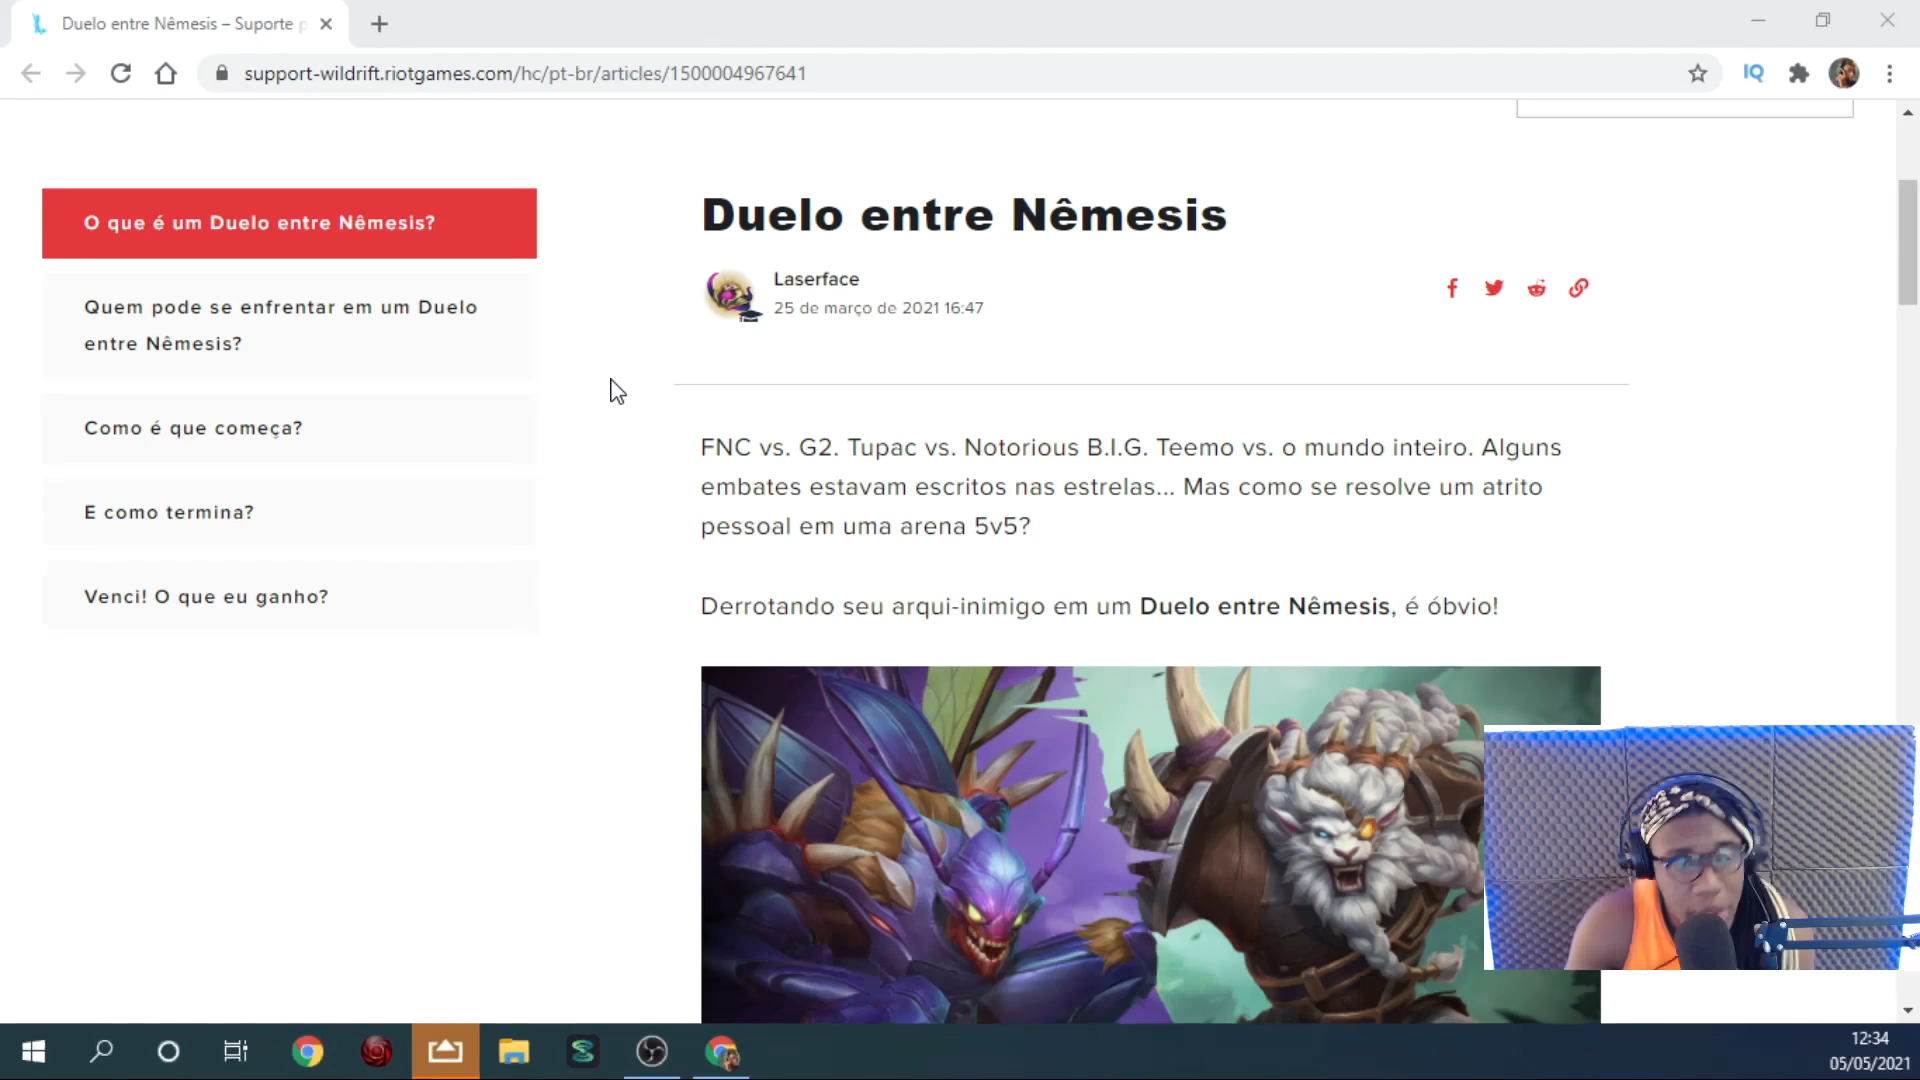 Duelo entre Nêmesis – Suporte p
support-wildrift.riotgames.com/hc/pt-br/articles/1500004967641
IQ
O que é um Duelo entre Nêmesis?
Quem pode se enfrentar em um Duelo
entre Nêmesis?
Como é que começa?
E como termina?
Venci! O que eu ganho?
Duelo entre Nêmesis
Laserface
25 de março de 2021 16:47
FNC vs. G2. Tupac vs. Notorious B.I.G. Teemo vs. o mundo inteiro. Alguns
embates estavam escritos nas estrelas... Mas como se resolve um atrito
pessoal em uma arena 5v5?
Derrotando seu arqui-inimigo em um Duelo entre Nêmesis, é óbvio!
12:34
05/05/2021